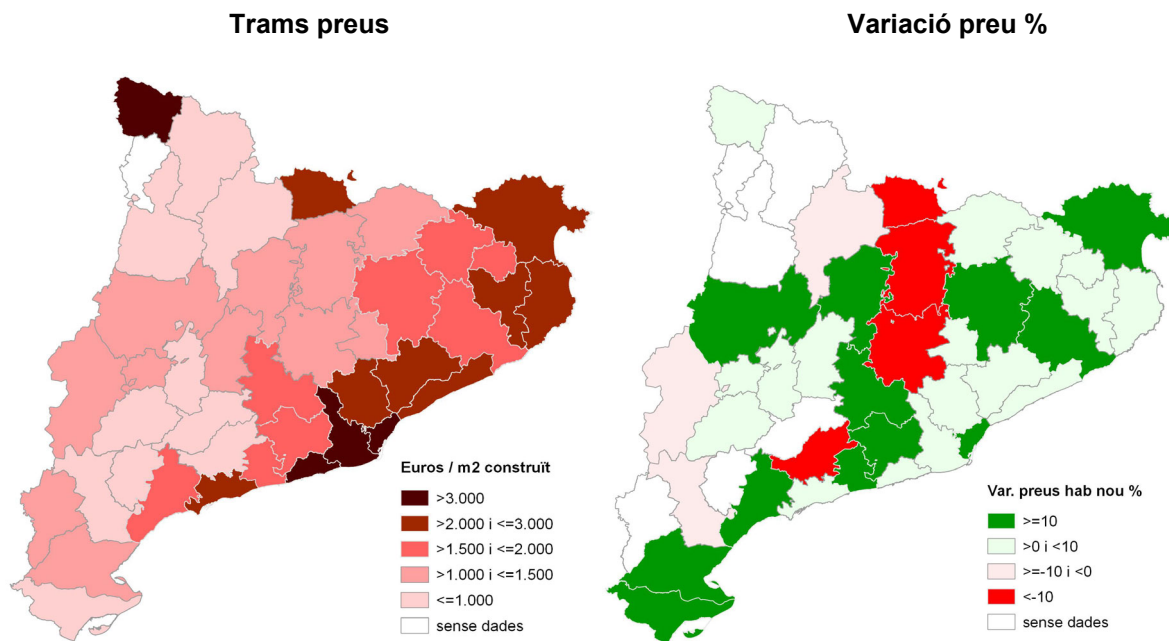 Trams preus
Variació preu %
Euros / m2 construït
>3.000
>2.000 i <=3.000
>1.500 i <=2.000
>1.000 i <=1.500
<=1.000
sense dades
Var. preus hab nou %
>=10
>0 i <10
>=-10 i <0
<-10
sense dades